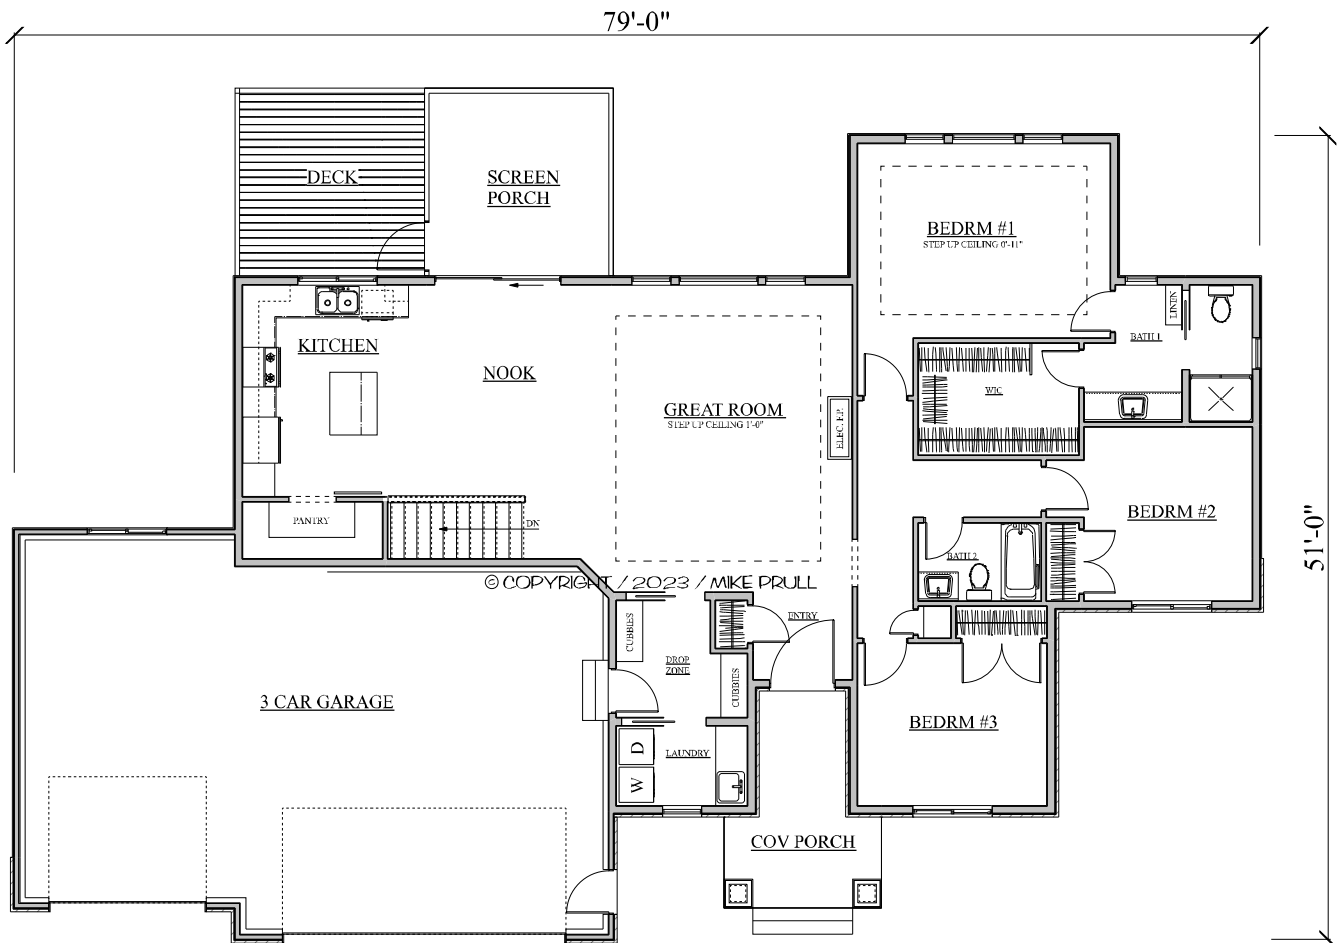 79'-0"
DECK
SCREEN
PORCH
BEDRM #1
STEP UP CEILING 0'-11"
LINEN
BATH 1
KITCHEN
NOOK
WIC
GREAT ROOM
STEP UP CEILING 1'-0"
ELEC. F.P.
PANTRY
DN
BEDRM #2
51'-0"
BATH 2
© COPYRIGHT / 2023 / MIKE PRULL
CUBBIES
ENTRY
DROP
ZONE
CUBBIES
3 CAR GARAGE
BEDRM #3
D
LAUNDRY
W
COV PORCH